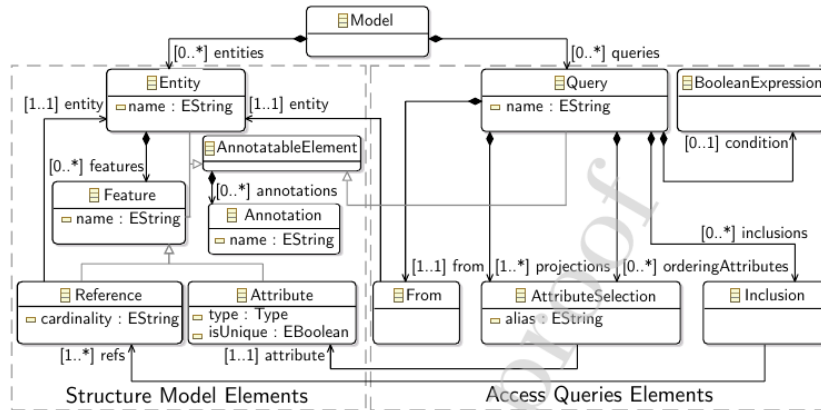 Model
[0..*] entities
[0..*] queries
Entity
name : EString
Query
name : EString
BooleanExpression
[1..1] entity
[1..1] entity
AnnotatableElement
[0..1] condition
[0..*] features
[0..*] annotations
Feature
name : EString
Annotation
name : EString
[0..*] inclusions
[1..1] from
[1..*] projections
[0..*] orderingAttributes
Reference
cardinality : EString
Attribute
type : Type
isUnique : EBoolean
From
AttributeSelection
alias : EString
Inclusion
[1..*] refs
[1..1] attribute
Structure Model Elements
Access Queries Elements
proof